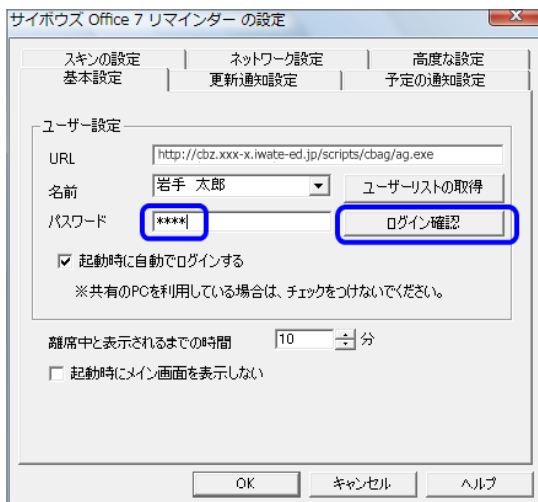 サイボウズ Office 7 リマインダー の設定
スキンの設定 ネットワーク設定 高度な設定
基本設定 更新通知設定 予定の通知設定
ユーザー設定
URL http://cbz.xxx-x.iwate-ed.jp/scripts/cbag/ag.exe
名前 岩手 太郎 ユーザーリストの取得
パスワード **** ログイン確認
起動時に自動でログインする
※共有のPCを利用している場合は、チェックをつけないでください。
離席中と表示されるまでの時間 10 分
起動時にメイン画面を表示しない
OK キャンセル ヘルプ